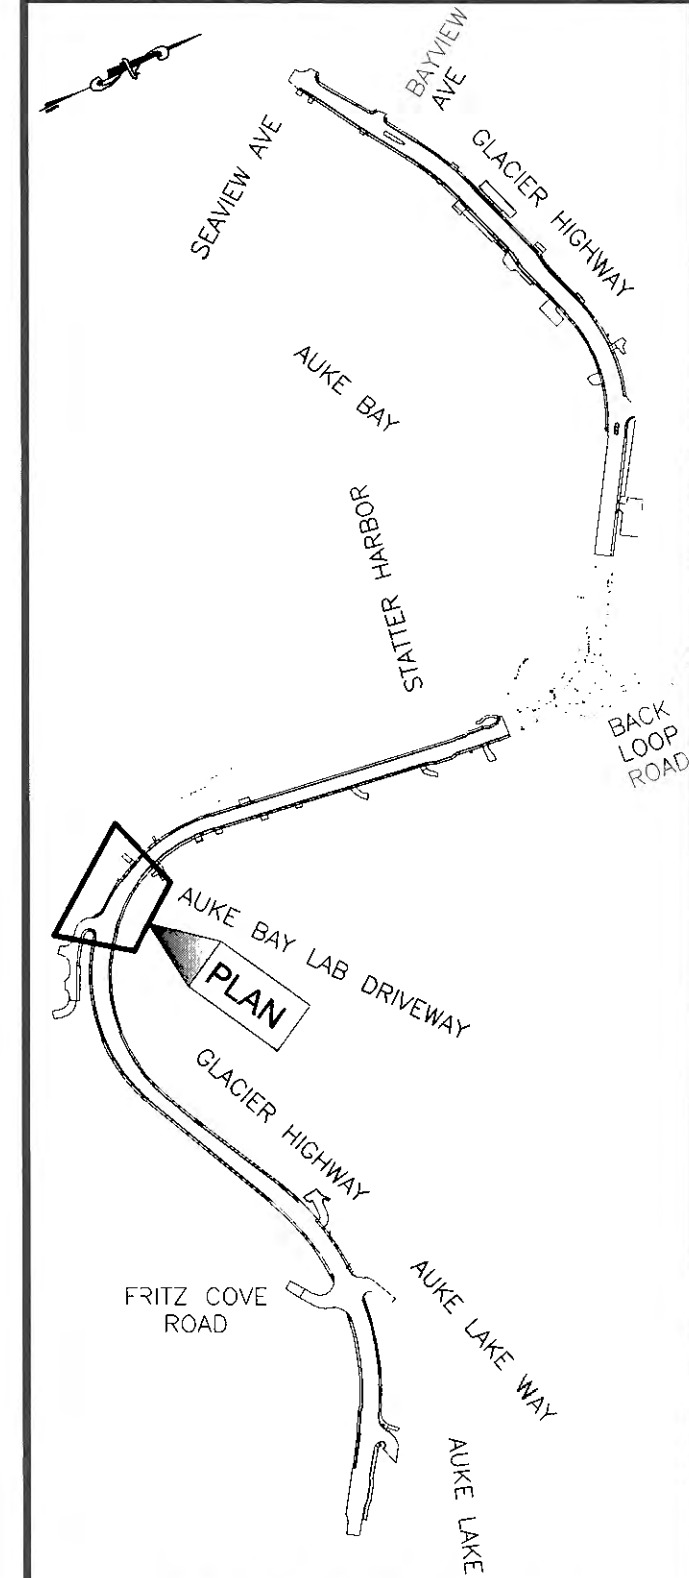 BAYVIEW
AVE
SEAVIEW AVE
GLACIER HIGHWAY
AUKE BAY
STATTER HARBOR
BACK
LOOP
ROAD
AUKE BAY LAB DRIVEWAY
PLAN
GLACIER HIGHWAY
FRITZ COVE
ROAD
AUKE LAKE WAY
AUKE LAKE